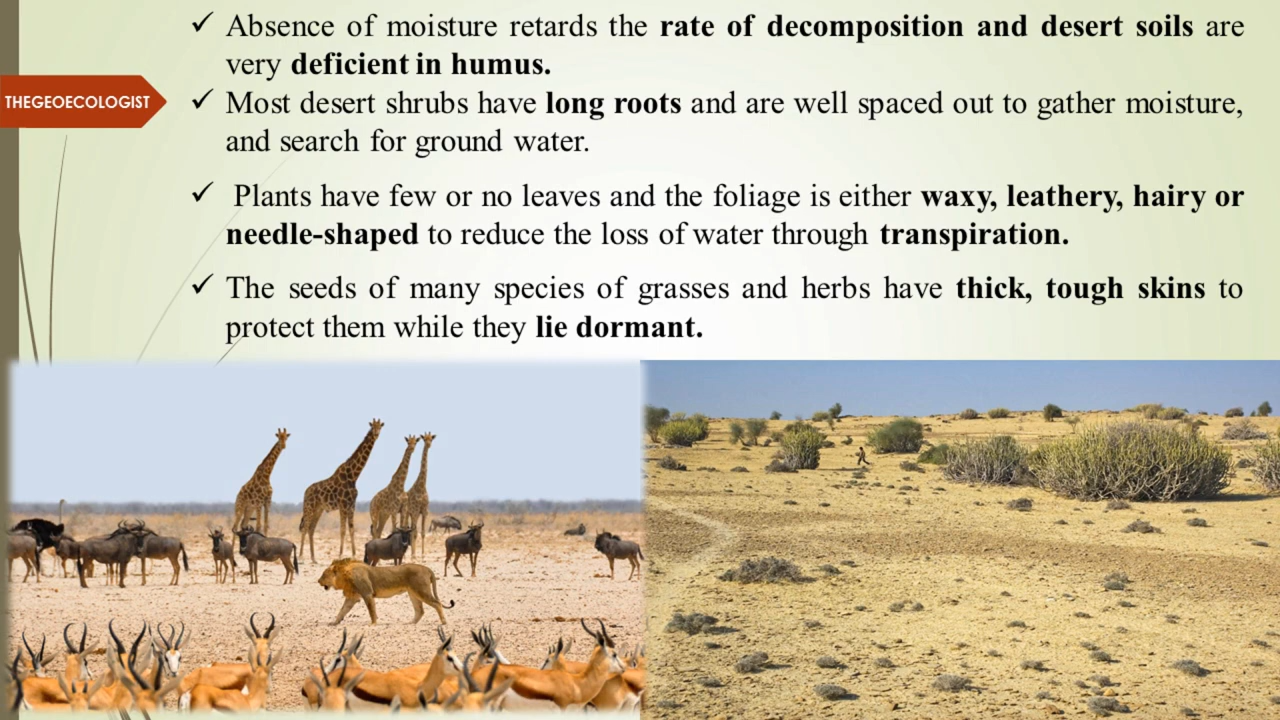 ✓ Absence of moisture retards the rate of decomposition and desert soils are
very deficient in humus.
THEGEOECOLOGIST
✓ Most desert shrubs have long roots and are well spaced out to gather moisture,
and search for ground water.
✓ Plants have few or no leaves and the foliage is either waxy, leathery, hairy or
needle-shaped to reduce the loss of water through transpiration.
✓ The seeds of many species of grasses and herbs have thick, tough skins to
protect them while they lie dormant.